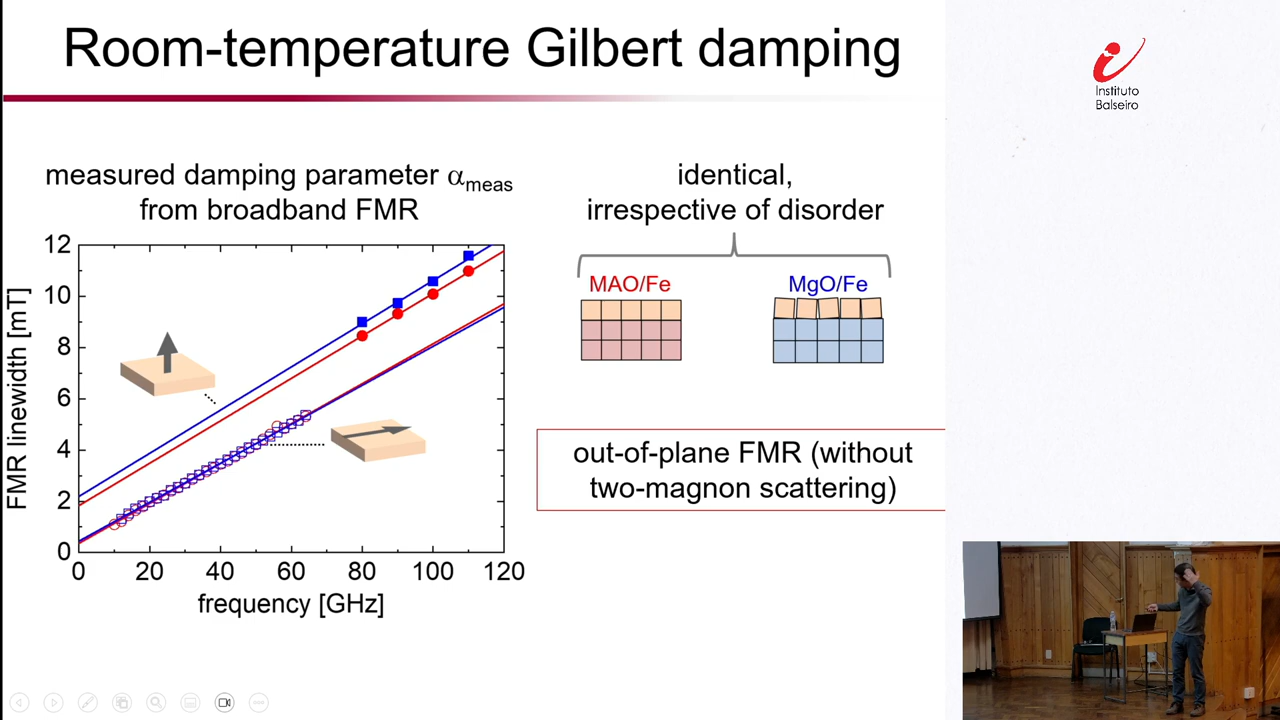 Room-temperature Gilbert damping
Instituto
Balseiro
measured damping parameter αmeas
from broadband FMR
identical,
irrespective of disorder
MAO/Fe
MgO/Fe
out-of-plane FMR (without
two-magnon scattering)
FMR linewidth [mT]
12
10
8
6
4
2
0
0 20 40 60 80 100 120
frequency [GHz]